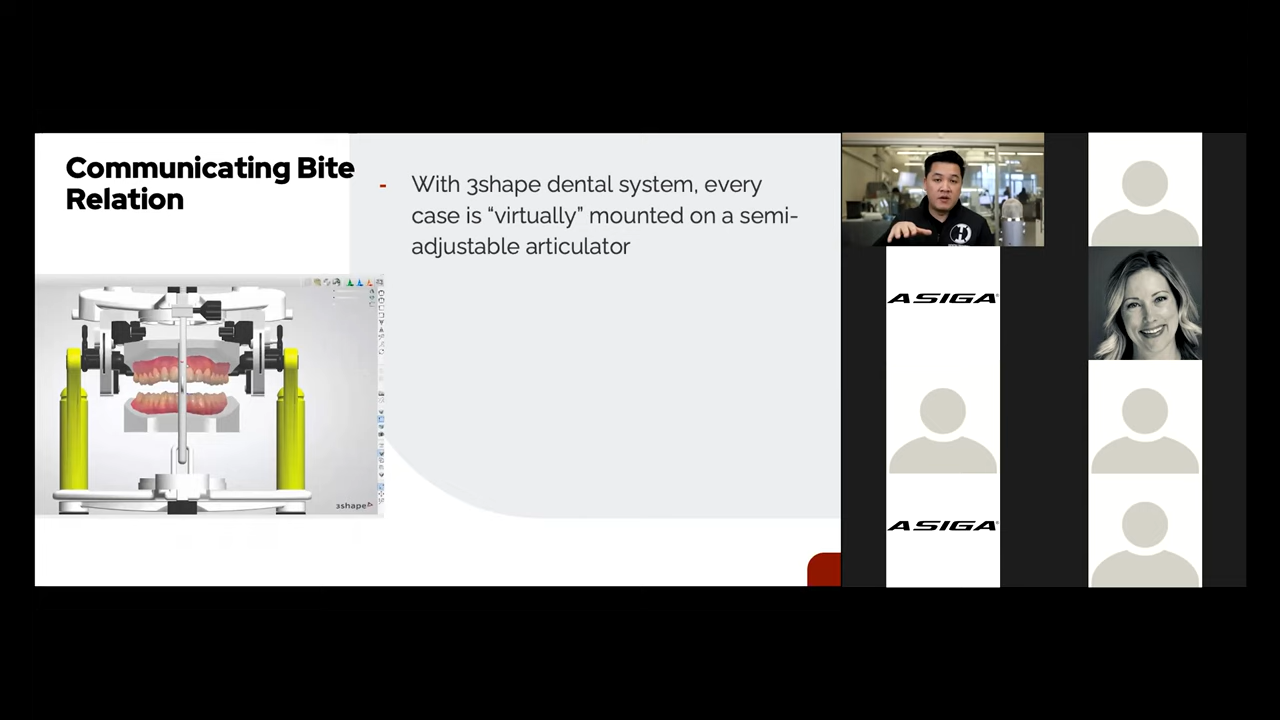 Communicating Bite
Relation
- With 3shape dental system, every
case is “virtually” mounted on a semi-
adjustable articulator
3shape
ASIGA
ASIGA